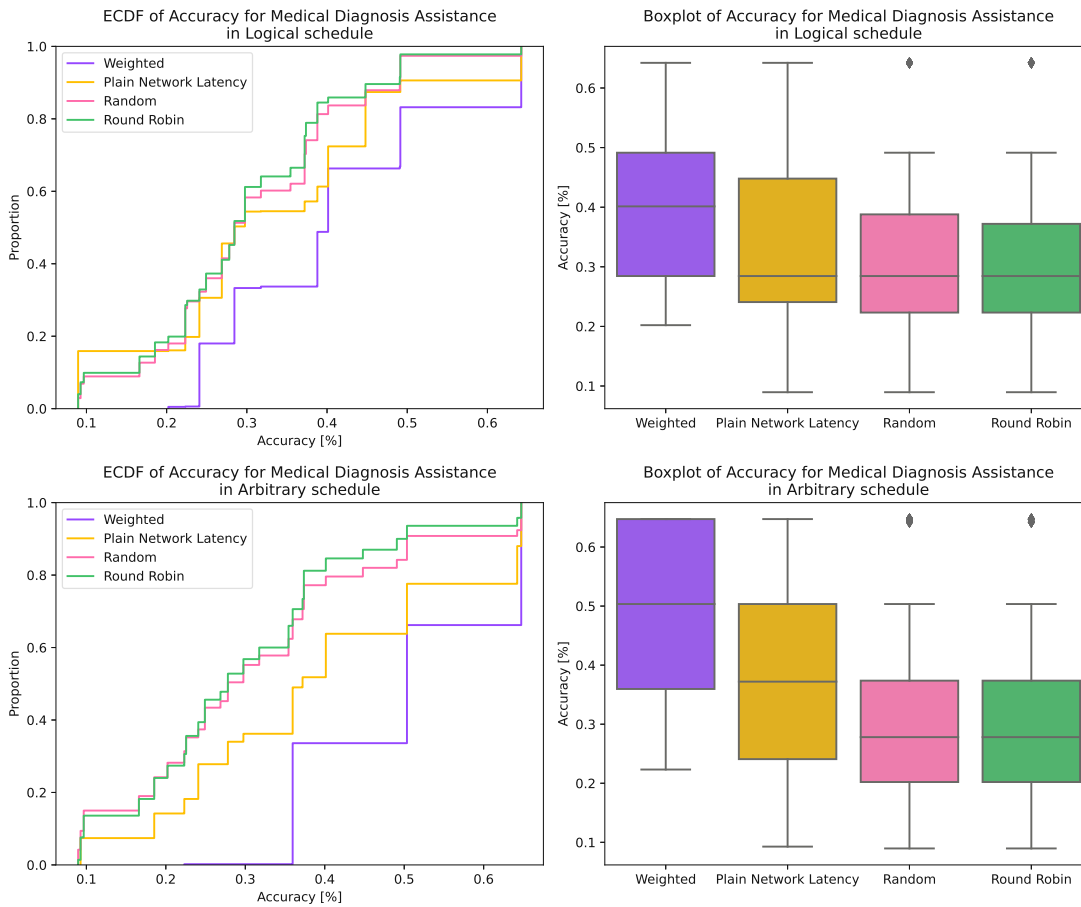 ECDF of Accuracy for Medical Diagnosis Assistance
in Logical schedule
1.0
0.8
0.6
0.4
0.2
0.0
Proportion
Weighted
Plain Network Latency
Random
Round Robin
0.1 0.2 0.3 0.4 0.5 0.6
Accuracy [%]
Boxplot of Accuracy for Medical Diagnosis Assistance
in Logical schedule
0.6
0.5
0.4
0.3
0.2
0.1
Accuracy [%]
Weighted Plain Network Latency Random Round Robin
ECDF of Accuracy for Medical Diagnosis Assistance
in Arbitrary schedule
1.0
0.8
0.6
0.4
0.2
0.0
Proportion
Weighted
Plain Network Latency
Random
Round Robin
0.1 0.2 0.3 0.4 0.5 0.6
Accuracy [%]
Boxplot of Accuracy for Medical Diagnosis Assistance
in Arbitrary schedule
0.6
0.5
0.4
0.3
0.2
0.1
Accuracy [%]
Weighted Plain Network Latency Random Round Robin